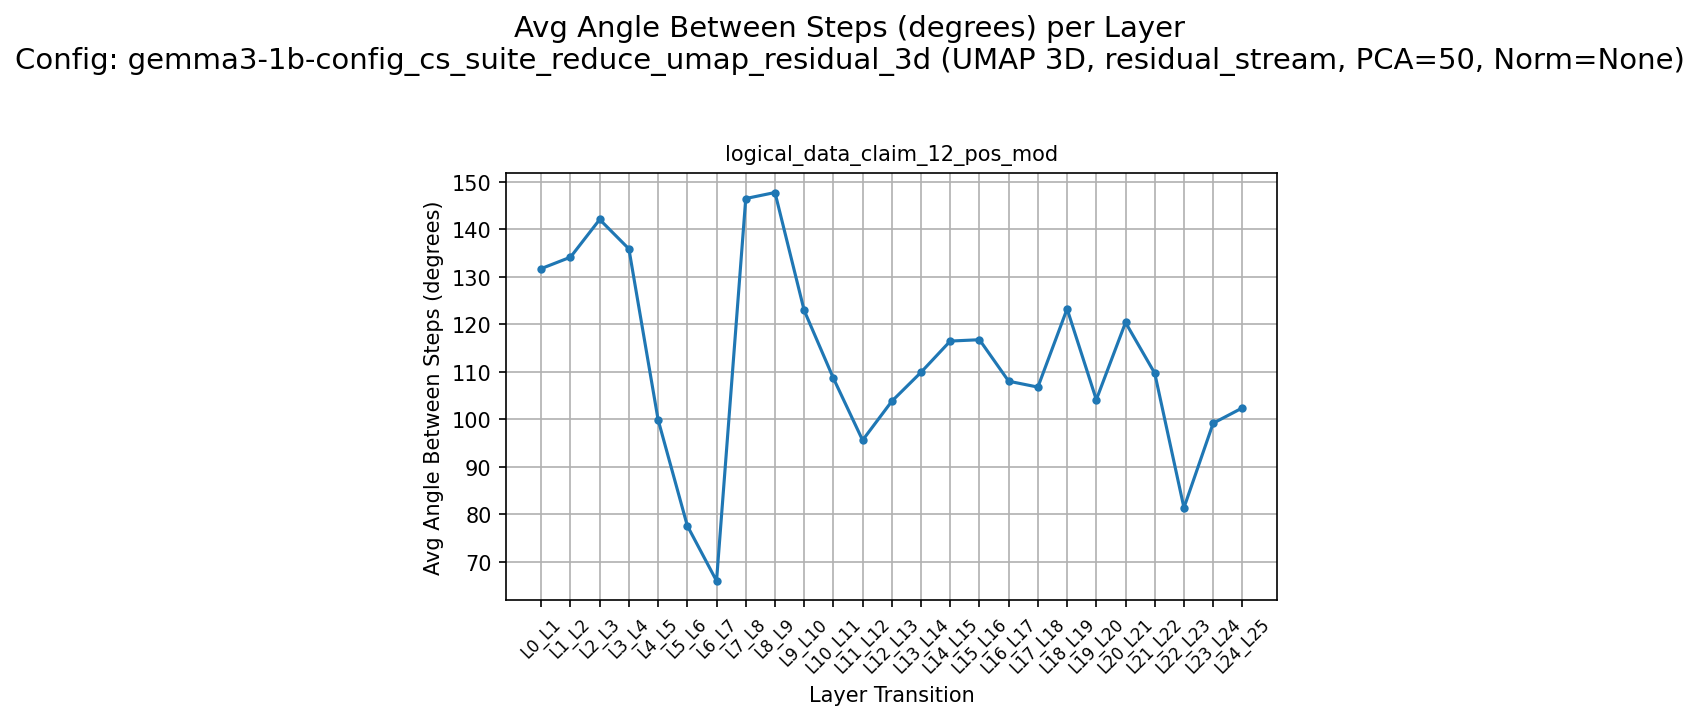 Avg Angle Between Steps (degrees) per Layer
Config: gemma3-1b-config_cs_suite_reduce_umap_residual_3d (UMAP 3D, residual_stream, PCA=50, Norm=None)
logical_data_claim_12_pos_mod
Avg Angle Between Steps (degrees)
150
140
130
120
110
100
90
80
70
L0_L1
L1_L2
L2_L3
L3_L4
L4_L5
L5_L6
L6_L7
L7_L8
L8_L9
L9_L10
L10_L11
L11_L12
L12_L13
L13_L14
L14_L15
L15_L16
L16_L17
L17_L18
L18_L19
L19_L20
L20_L21
L21_L22
L22_L23
L23_L24
L24_L25
Layer Transition